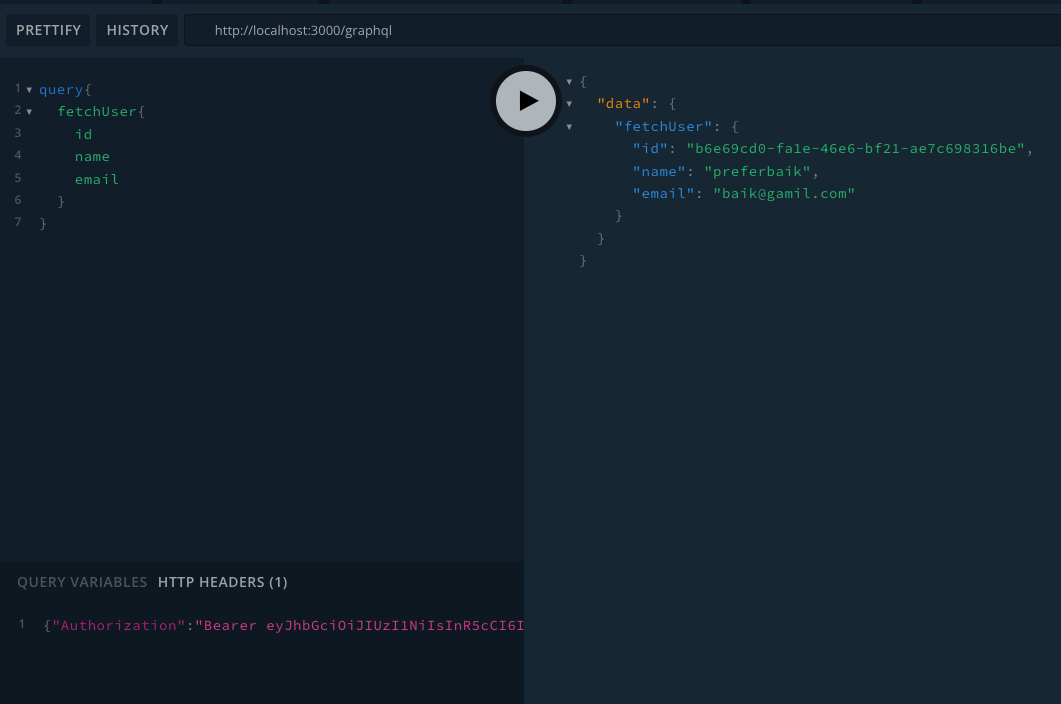 PRETTIFY HISTORY http://localhost:3000/graphql
1 query{
2 fetchUser{
3 id
4 name
5 email
6 }
7 }
{
"data": {
"fetchUser": {
"id": "b6e69cd0-fa1e-46e6-bf21-ae7c698316be",
"name": "preferbaik",
"email": "baik@gamil.com"
}
}
}
QUERY VARIABLES HTTP HEADERS (1)
1 {"Authorization":"Bearer eyJhbGciOiJIUzI1NiIsInR5cCI6I